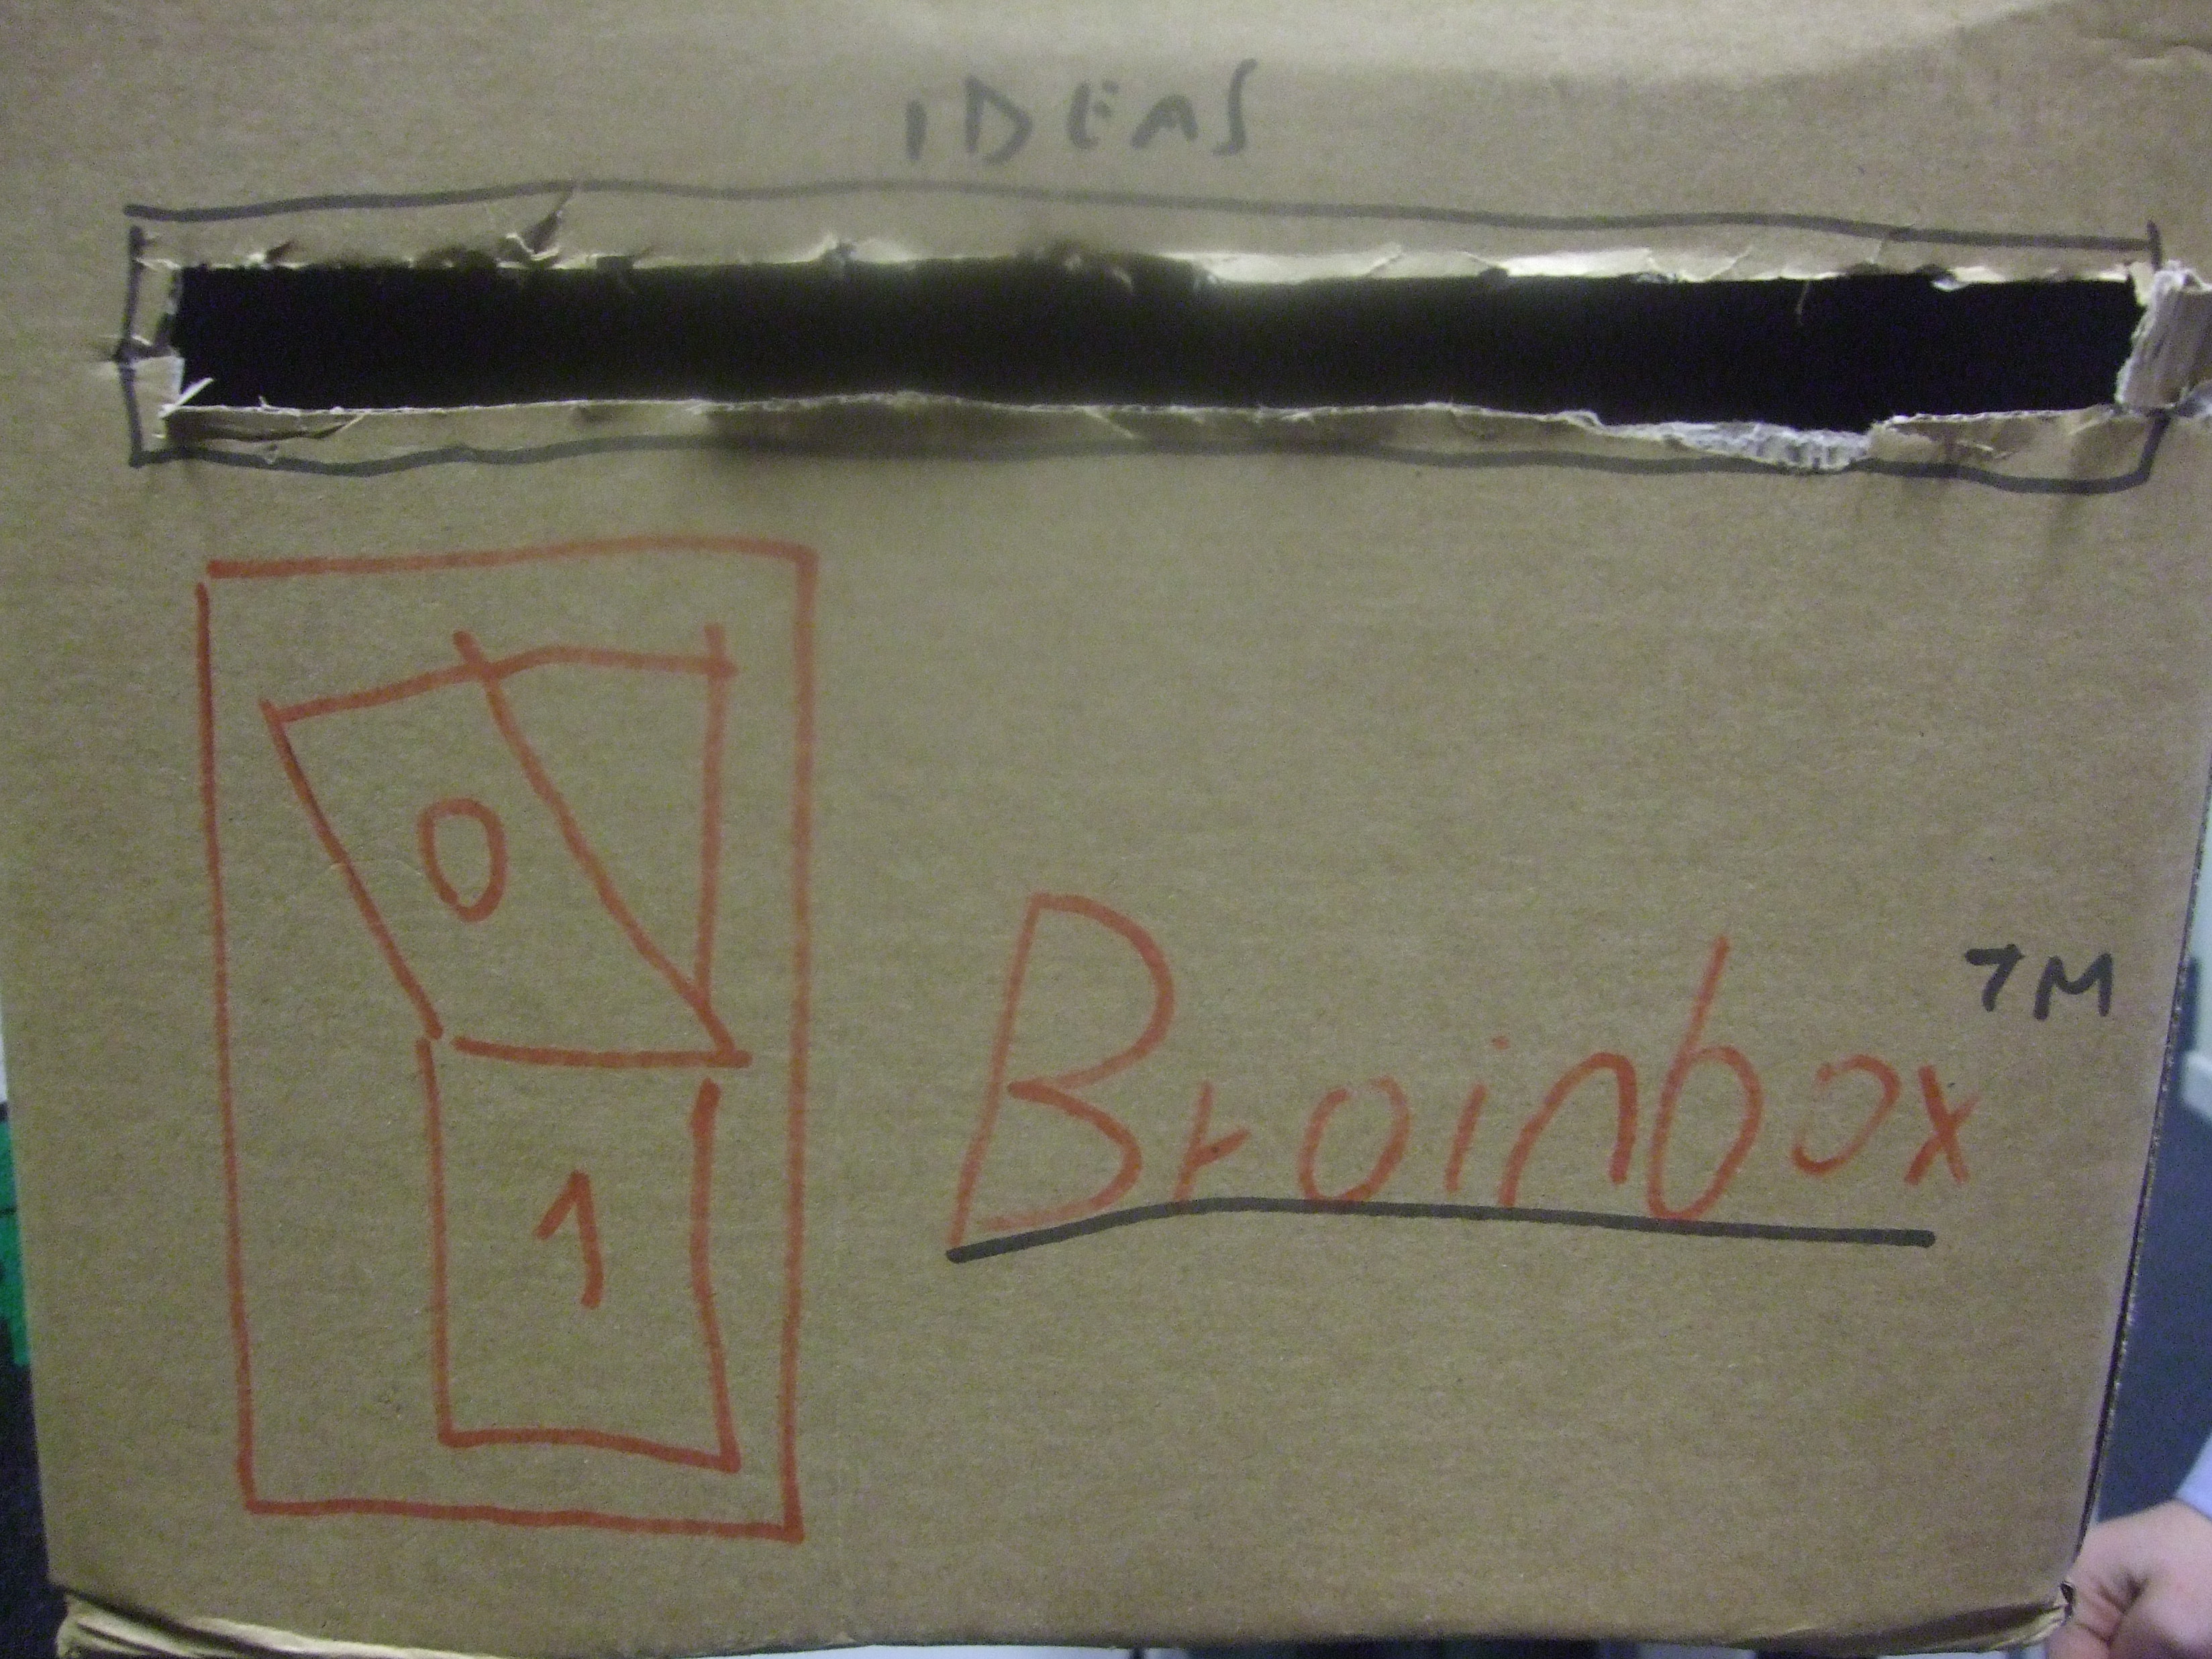 IDEAS
0
1
Brainbox TM